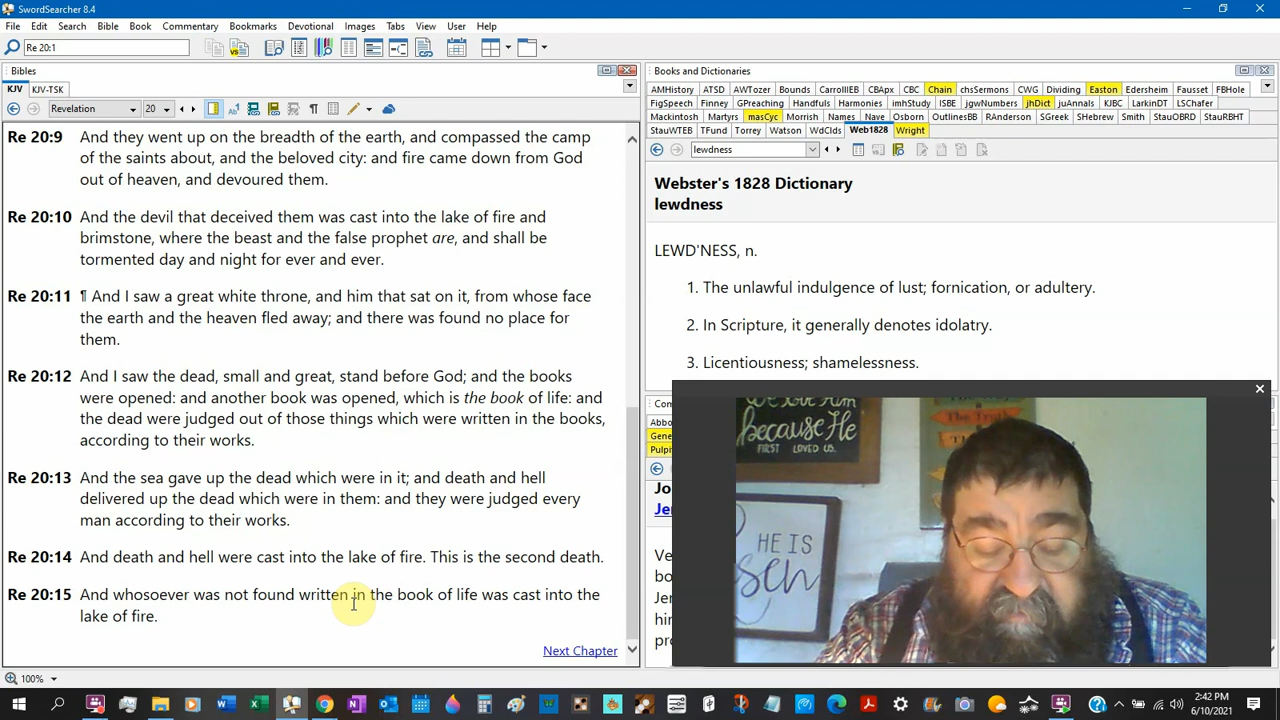 SwordSearcher 8.4
File Edit Search Bible Book Commentary Bookmarks Devotional Images Tabs View User Help
Re 20:1
Bibles
KJV KJV-TSK
Revelation 20
Re 20:9 And they went up on the breadth of the earth, and compassed the camp
of the saints about, and the beloved city: and fire came down from God
out of heaven, and devoured them.
Re 20:10 And the devil that deceived them was cast into the lake of fire and
brimstone, where the beast and the false prophet are, and shall be
tormented day and night for ever and ever.
Re 20:11 ¶ And I saw a great white throne, and him that sat on it, from whose face
the earth and the heaven fled away; and there was found no place for
them.
Re 20:12 And I saw the dead, small and great, stand before God; and the books
were opened: and another book was opened, which is the book of life: and
the dead were judged out of those things which were written in the books,
according to their works.
Re 20:13 And the sea gave up the dead which were in it; and death and hell
delivered up the dead which were in them: and they were judged every
man according to their works.
Re 20:14 And death and hell were cast into the lake of fire. This is the second death.
Re 20:15 And whosoever was not found written in the book of life was cast into the
lake of fire.
Next Chapter
100%
Books and Dictionaries
AMHistory ATSD AWTozer Bounds CarrollEIB CBApx CBC Chain chsSermons CWG Dividing Easton Edersheim Fausset FBHole
FigSpeech Finney GPreaching Handfuls Harmonies imhStudy ISBE jgwNumbers jhDict juAnnals KJBC LarkinDT LSChafer
Mackinstosh Martyrs masCyc Morrish Names Nave Osborn OutlinesBB RAnderson SGreek SHebrew Smith StauOBRD StauRBHT
StauWTEB TFund Torrey Watson WdClds Web1828 Wright
lewdness
Webster's 1828 Dictionary
lewdness
LEWD'NESS, n.
1. The unlawful indulgence of lust; fornication, or adultery.
2. In Scripture, it generally denotes idolatry.
3. Licentiousness; shamelessness.
because He
FIRST LOVED US.
The Truth
HE IS
2:42 PM
6/10/2021